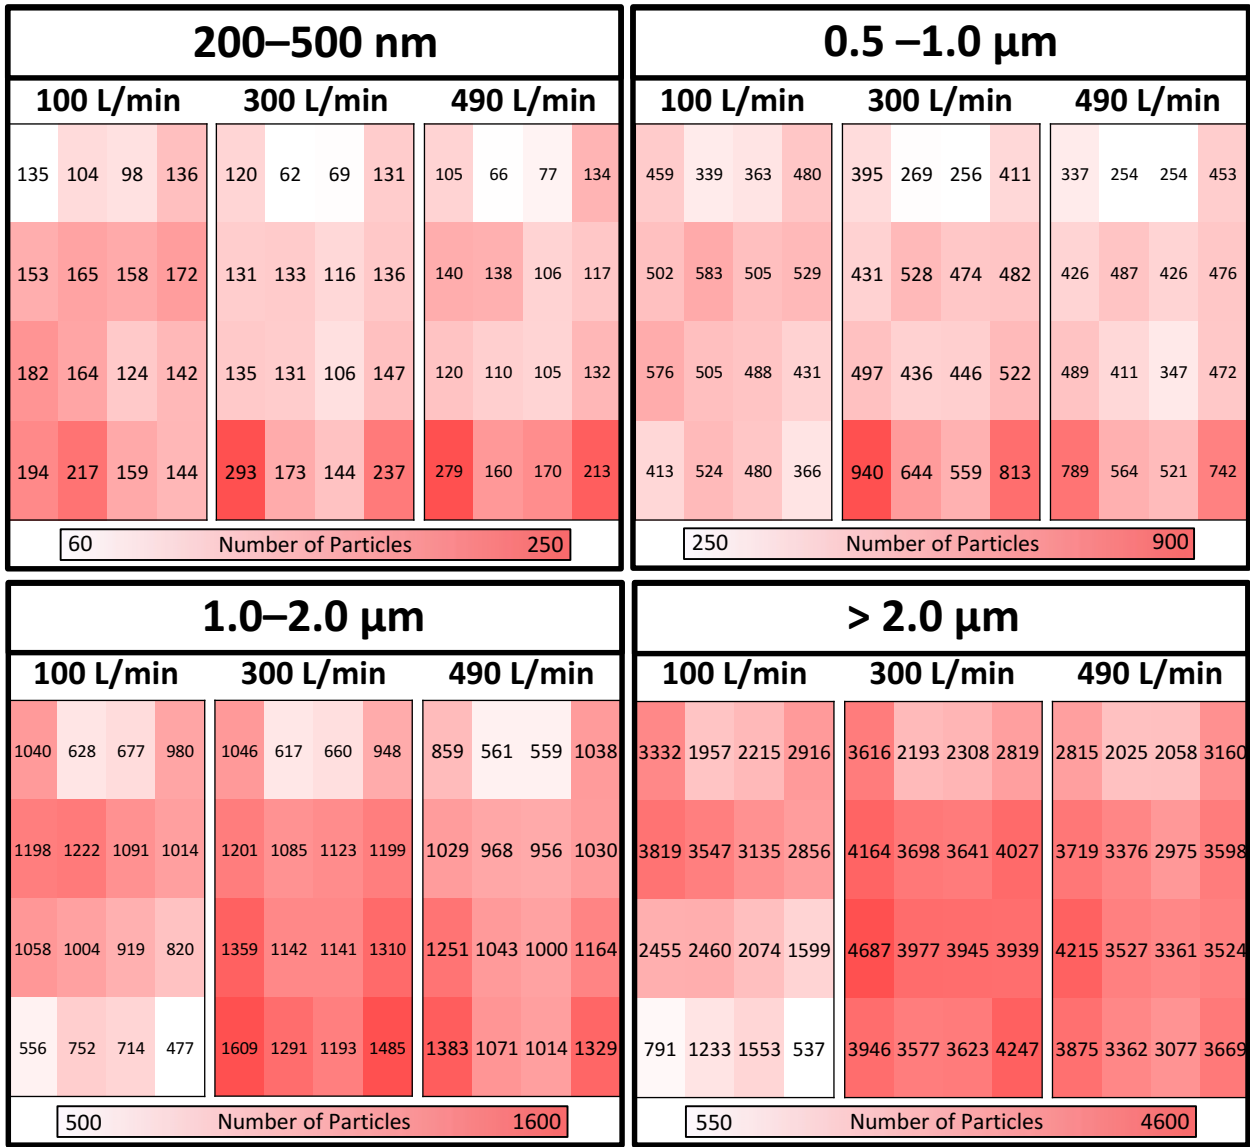 200–500 nm
100 L/min 300 L/min 490 L/min
135 104 98 136 120 62 69 131 105 66 77 134
153 165 158 172 131 133 116 136 140 138 106 117
182 164 124 142 135 131 106 147 120 110 105 132
194 217 159 144 293 173 144 237 279 160 170 213
60 Number of Particles 250
0.5 –1.0 µm
100 L/min 300 L/min 490 L/min
459 339 363 480 395 269 256 411 337 254 254 453
502 583 505 529 431 528 474 482 426 487 426 476
576 505 488 431 497 436 446 522 489 411 347 472
413 524 480 366 940 644 559 813 789 564 521 742
250 Number of Particles 900
1.0–2.0 µm
100 L/min 300 L/min 490 L/min
1040 628 677 980 1046 617 660 948 859 561 559 1038
1198 1222 1091 1014 1201 1085 1123 1199 1029 968 956 1030
1058 1004 919 820 1359 1142 1141 1310 1251 1043 1000 1164
556 752 714 477 1609 1291 1193 1485 1383 1071 1014 1329
500 Number of Particles 1600
> 2.0 µm
100 L/min 300 L/min 490 L/min
3332 1957 2215 2916 3616 2193 2308 2819 2815 2025 2058 3160
3819 3547 3135 2856 4164 3698 3641 4027 3719 3376 2975 3598
2455 2460 2074 1599 4687 3977 3945 3939 4215 3527 3361 3524
791 1233 1553 537 3946 3577 3623 4247 3875 3362 3077 3669
550 Number of Particles 4600